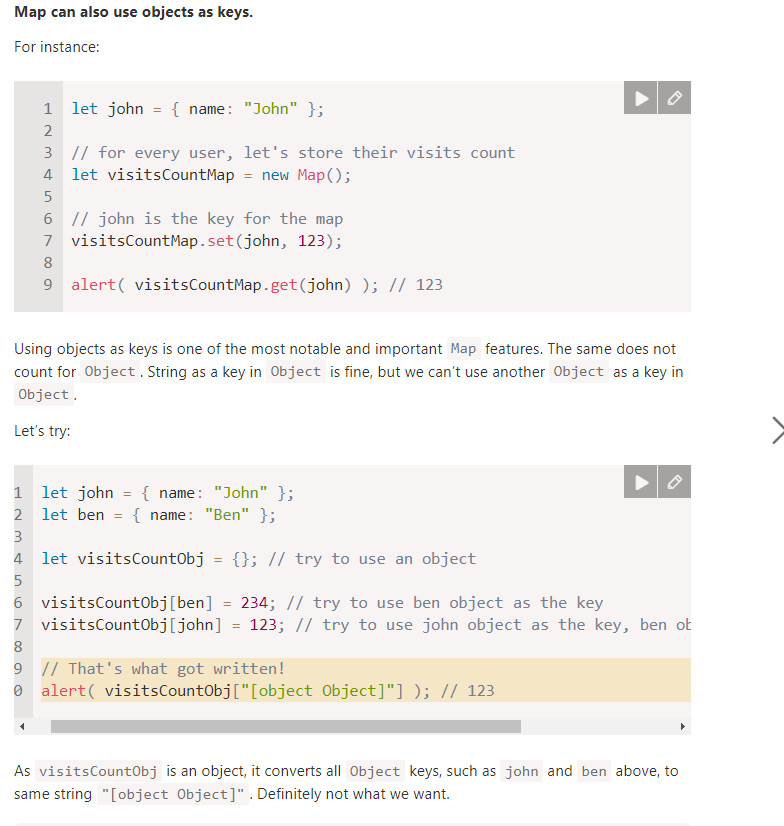 Map can also use objects as keys.
For instance:
1 let john = { name: "John" };
2
3 // for every user, let's store their visits count
4 let visitsCountMap = new Map();
5
6 // john is the key for the map
7 visitsCountMap.set(john, 123);
8
9 alert( visitsCountMap.get(john) ); // 123
Using objects as keys is one of the most notable and important Map features. The same does not
count for Object. String as a key in Object is fine, but we can’t use another Object as a key in
Object.
Let’s try:
1 let john = { name: "John" };
2 let ben = { name: "Ben" };
3
4 let visitsCountObj = {}; // try to use an object
5
6 visitsCountObj[ben] = 234; // try to use ben object as the key
7 visitsCountObj[john] = 123; // try to use john object as the key, ben ob
8
9 // That's what got written!
0 alert( visitsCountObj["[object Object]"] ); // 123
As visitsCountObj is an object, it converts all Object keys, such as john and ben above, to
same string "[object Object]". Definitely not what we want.